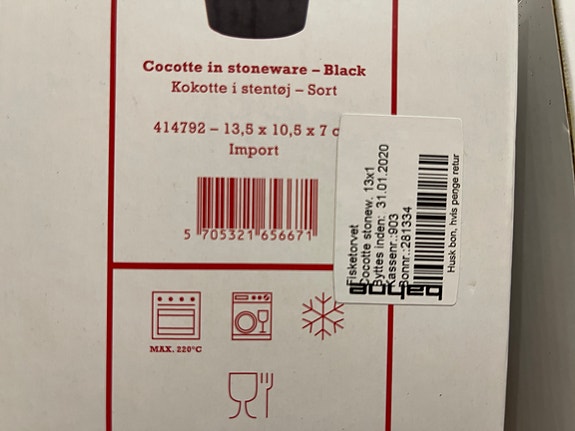 Cocotte in stoneware – Black
Kokotte i stentøj – Sort
414792 – 13,5 x 10,5 x 7 c
Import
5 705321 656671
MAX. 220°C
Fisketorvet
Cocotte stonew. 13x1
Byttes inden: 31.01.2020
Kassenr.:903
Bonnr.:281334
bahne
Husk bon, hvis penge retur